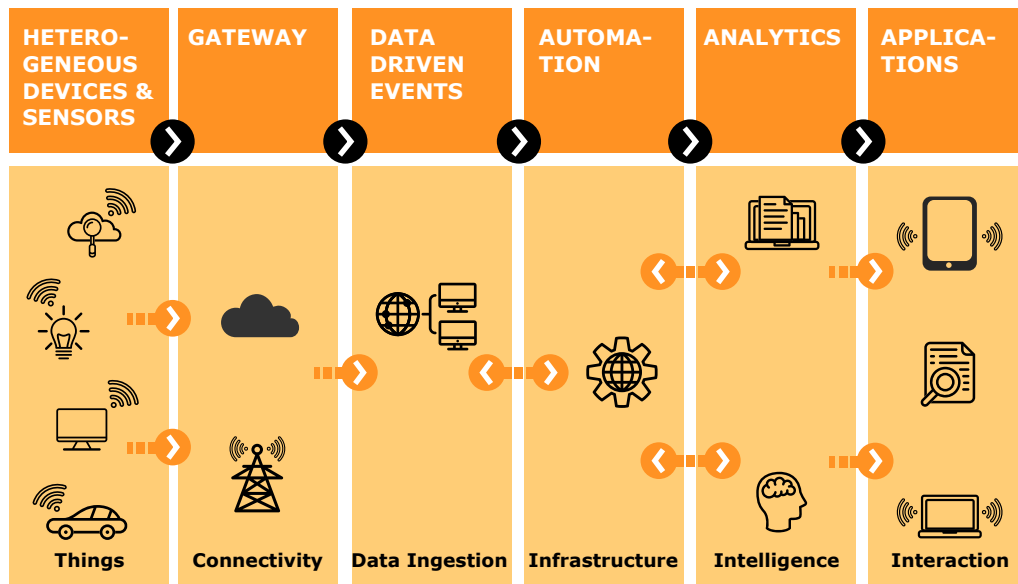 HETERO-
GENEOUS
DEVICES &
SENSORS
GATEWAY
DATA
DRIVEN
EVENTS
AUTOMA-
TION
ANALYTICS
APPLICA-
TIONS
Things
Connectivity
Data Ingestion
Infrastructure
Intelligence
Interaction